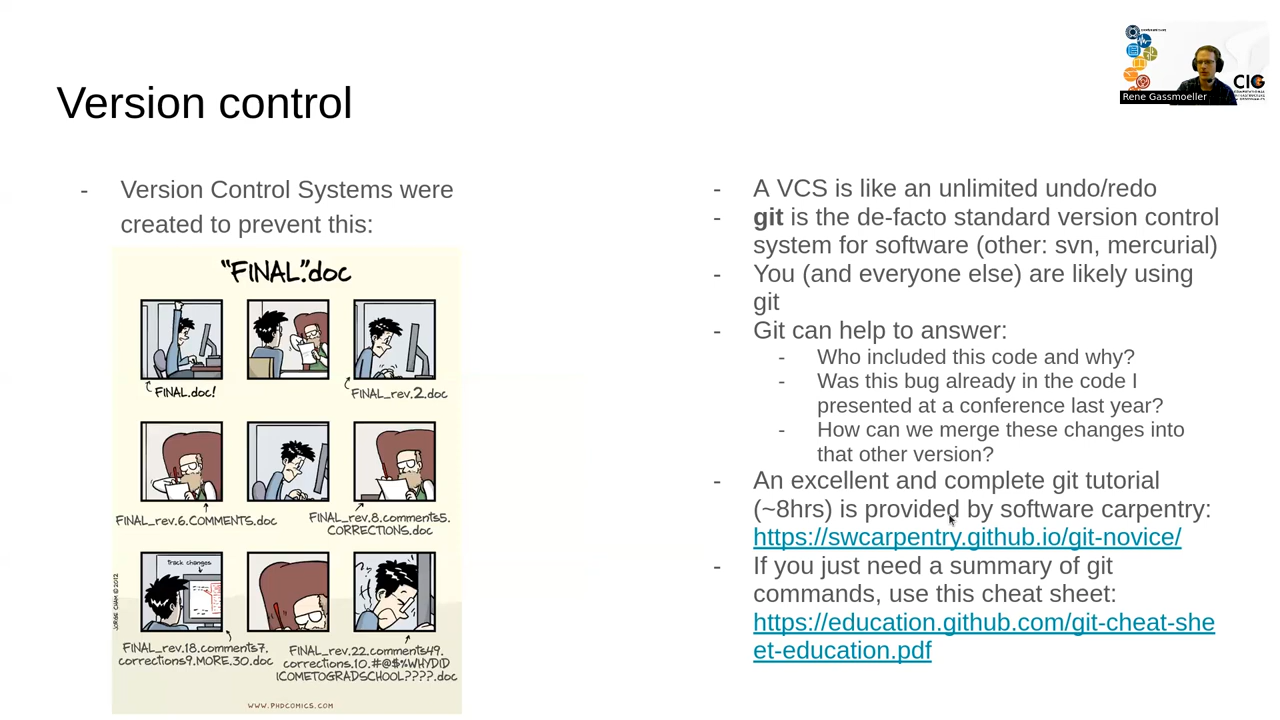 Version control
- Version Control Systems were
created to prevent this:
"FINAL".doc
FINAL.doc!
FINAL_rev.2.doc
FINAL_rev.6.COMMENTS.doc
FINAL_rev.8.comments5.
CORRECTIONS.doc
Track changes
FINAL_rev.18.comments7.
corrections9.MORE.30.doc
FINAL_rev.22.comments49.
corrections.10.#@$%WHYDID
ICOMETOGRADSCHOOL????.doc
JORGE CHAM © 2012
WWW.PHDCOMICS.COM
- A VCS is like an unlimited undo/redo
- git is the de-facto standard version control
system for software (other: svn, mercurial)
- You (and everyone else) are likely using
git
- Git can help to answer:
- Who included this code and why?
- Was this bug already in the code I
presented at a conference last year?
- How can we merge these changes into
that other version?
- An excellent and complete git tutorial
(~8hrs) is provided by software carpentry:
https://swcarpentry.github.io/git-novice/
- If you just need a summary of git
commands, use this cheat sheet:
https://education.github.com/git-cheat-she
et-education.pdf
CIG
Rene Gassmoeller